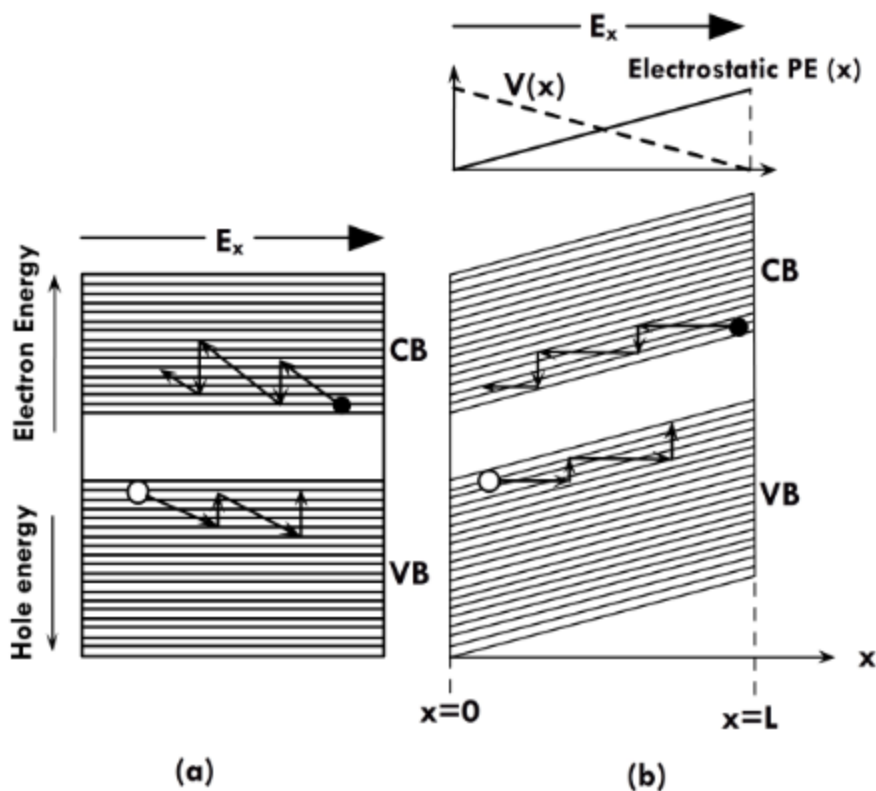 Eₓ
V(x)
Electrostatic PE (x)
Eₓ
Electron Energy
Hole energy
CB
VB
CB
VB
x
x=0
x=L
(a)
(b)